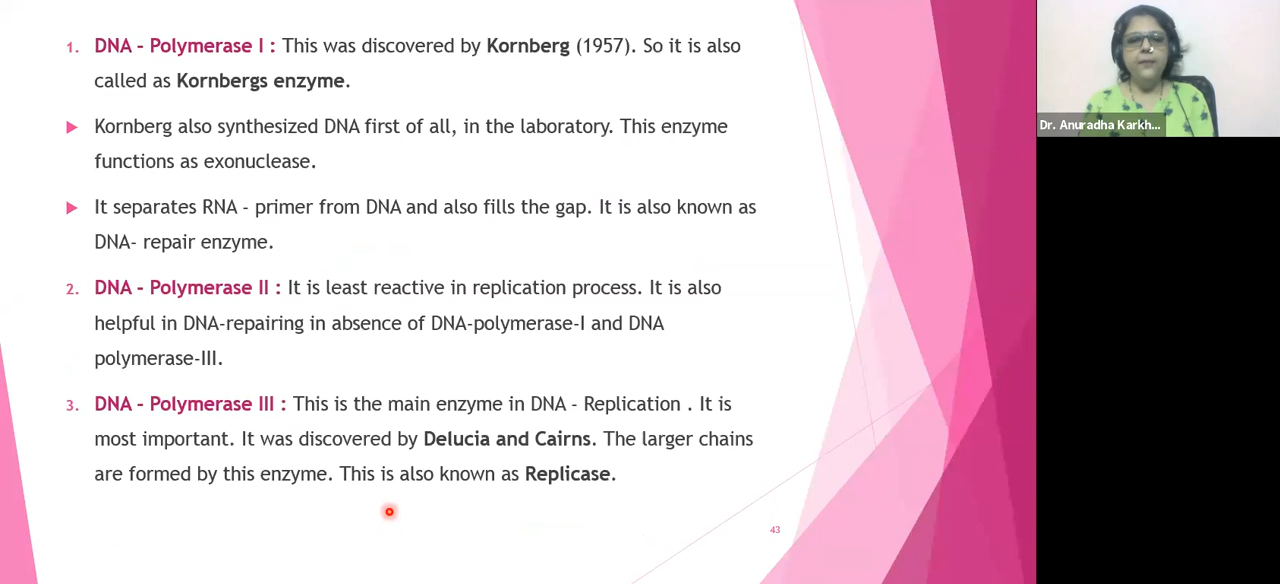 1. DNA - Polymerase I : This was discovered by Kornberg (1957). So it is also
called as Kornbergs enzyme.
Kornberg also synthesized DNA first of all, in the laboratory. This enzyme
functions as exonuclease.
It separates RNA - primer from DNA and also fills the gap. It is also known as
DNA- repair enzyme.
2. DNA - Polymerase II : It is least reactive in replication process. It is also
helpful in DNA-repairing in absence of DNA-polymerase-I and DNA
polymerase-III.
3. DNA - Polymerase III : This is the main enzyme in DNA - Replication . It is
most important. It was discovered by Delucia and Cairns. The larger chains
are formed by this enzyme. This is also known as Replicase.
43
Dr. Anuradha Karkh...